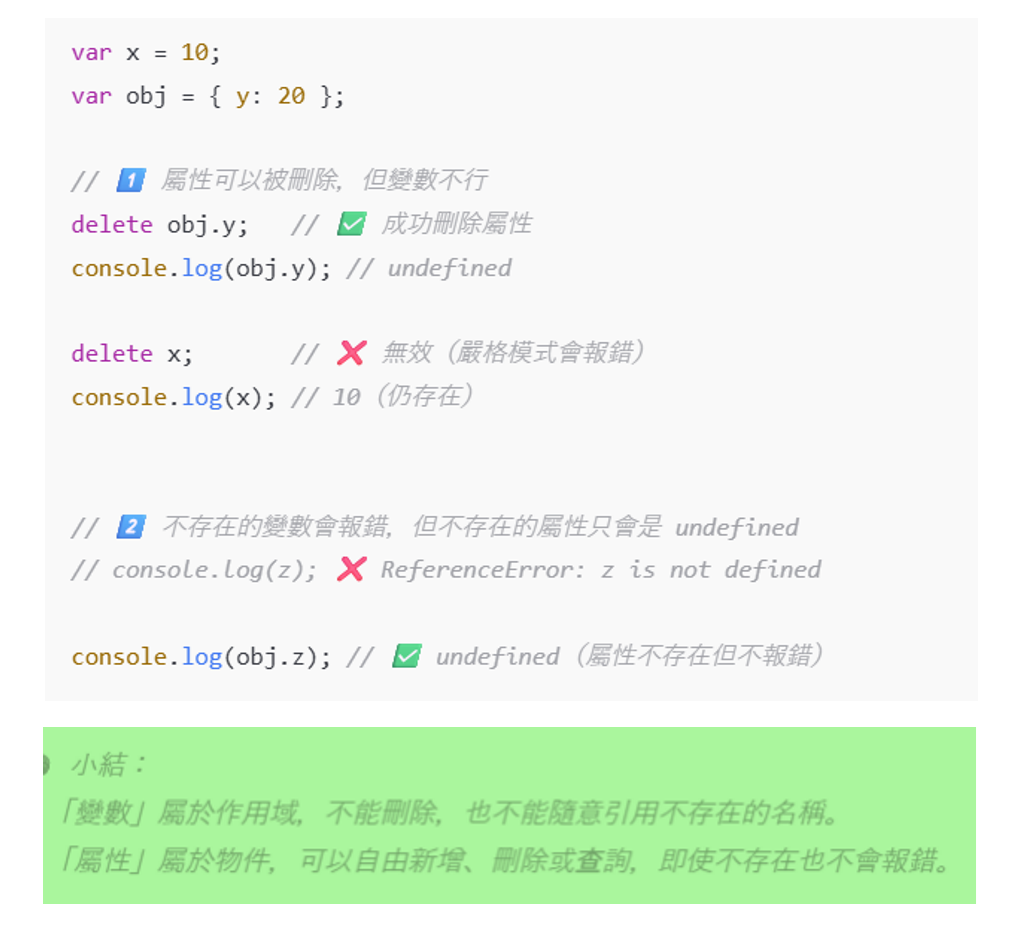 var x = 10;
var obj = { y: 20 };
// 1️⃣ 屬性可以被刪除，但變數不行
delete obj.y;   // ✅ 成功刪除屬性
console.log(obj.y); // undefined
delete x;       // ❌ 無效（嚴格模式會報錯）
console.log(x); // 10（仍存在）
// 2️⃣ 不存在的變數會報錯，但不存在的屬性只會是 undefined
// console.log(z); ❌ ReferenceError: z is not defined
console.log(obj.z); // ✅ undefined（屬性不存在但不報錯）
小結：
「變數」屬於作用域，不能刪除，也不能隨意引用不存在的名稱。
「屬性」屬於物件，可以自由新增、刪除或查詢，即使不存在也不會報錯。